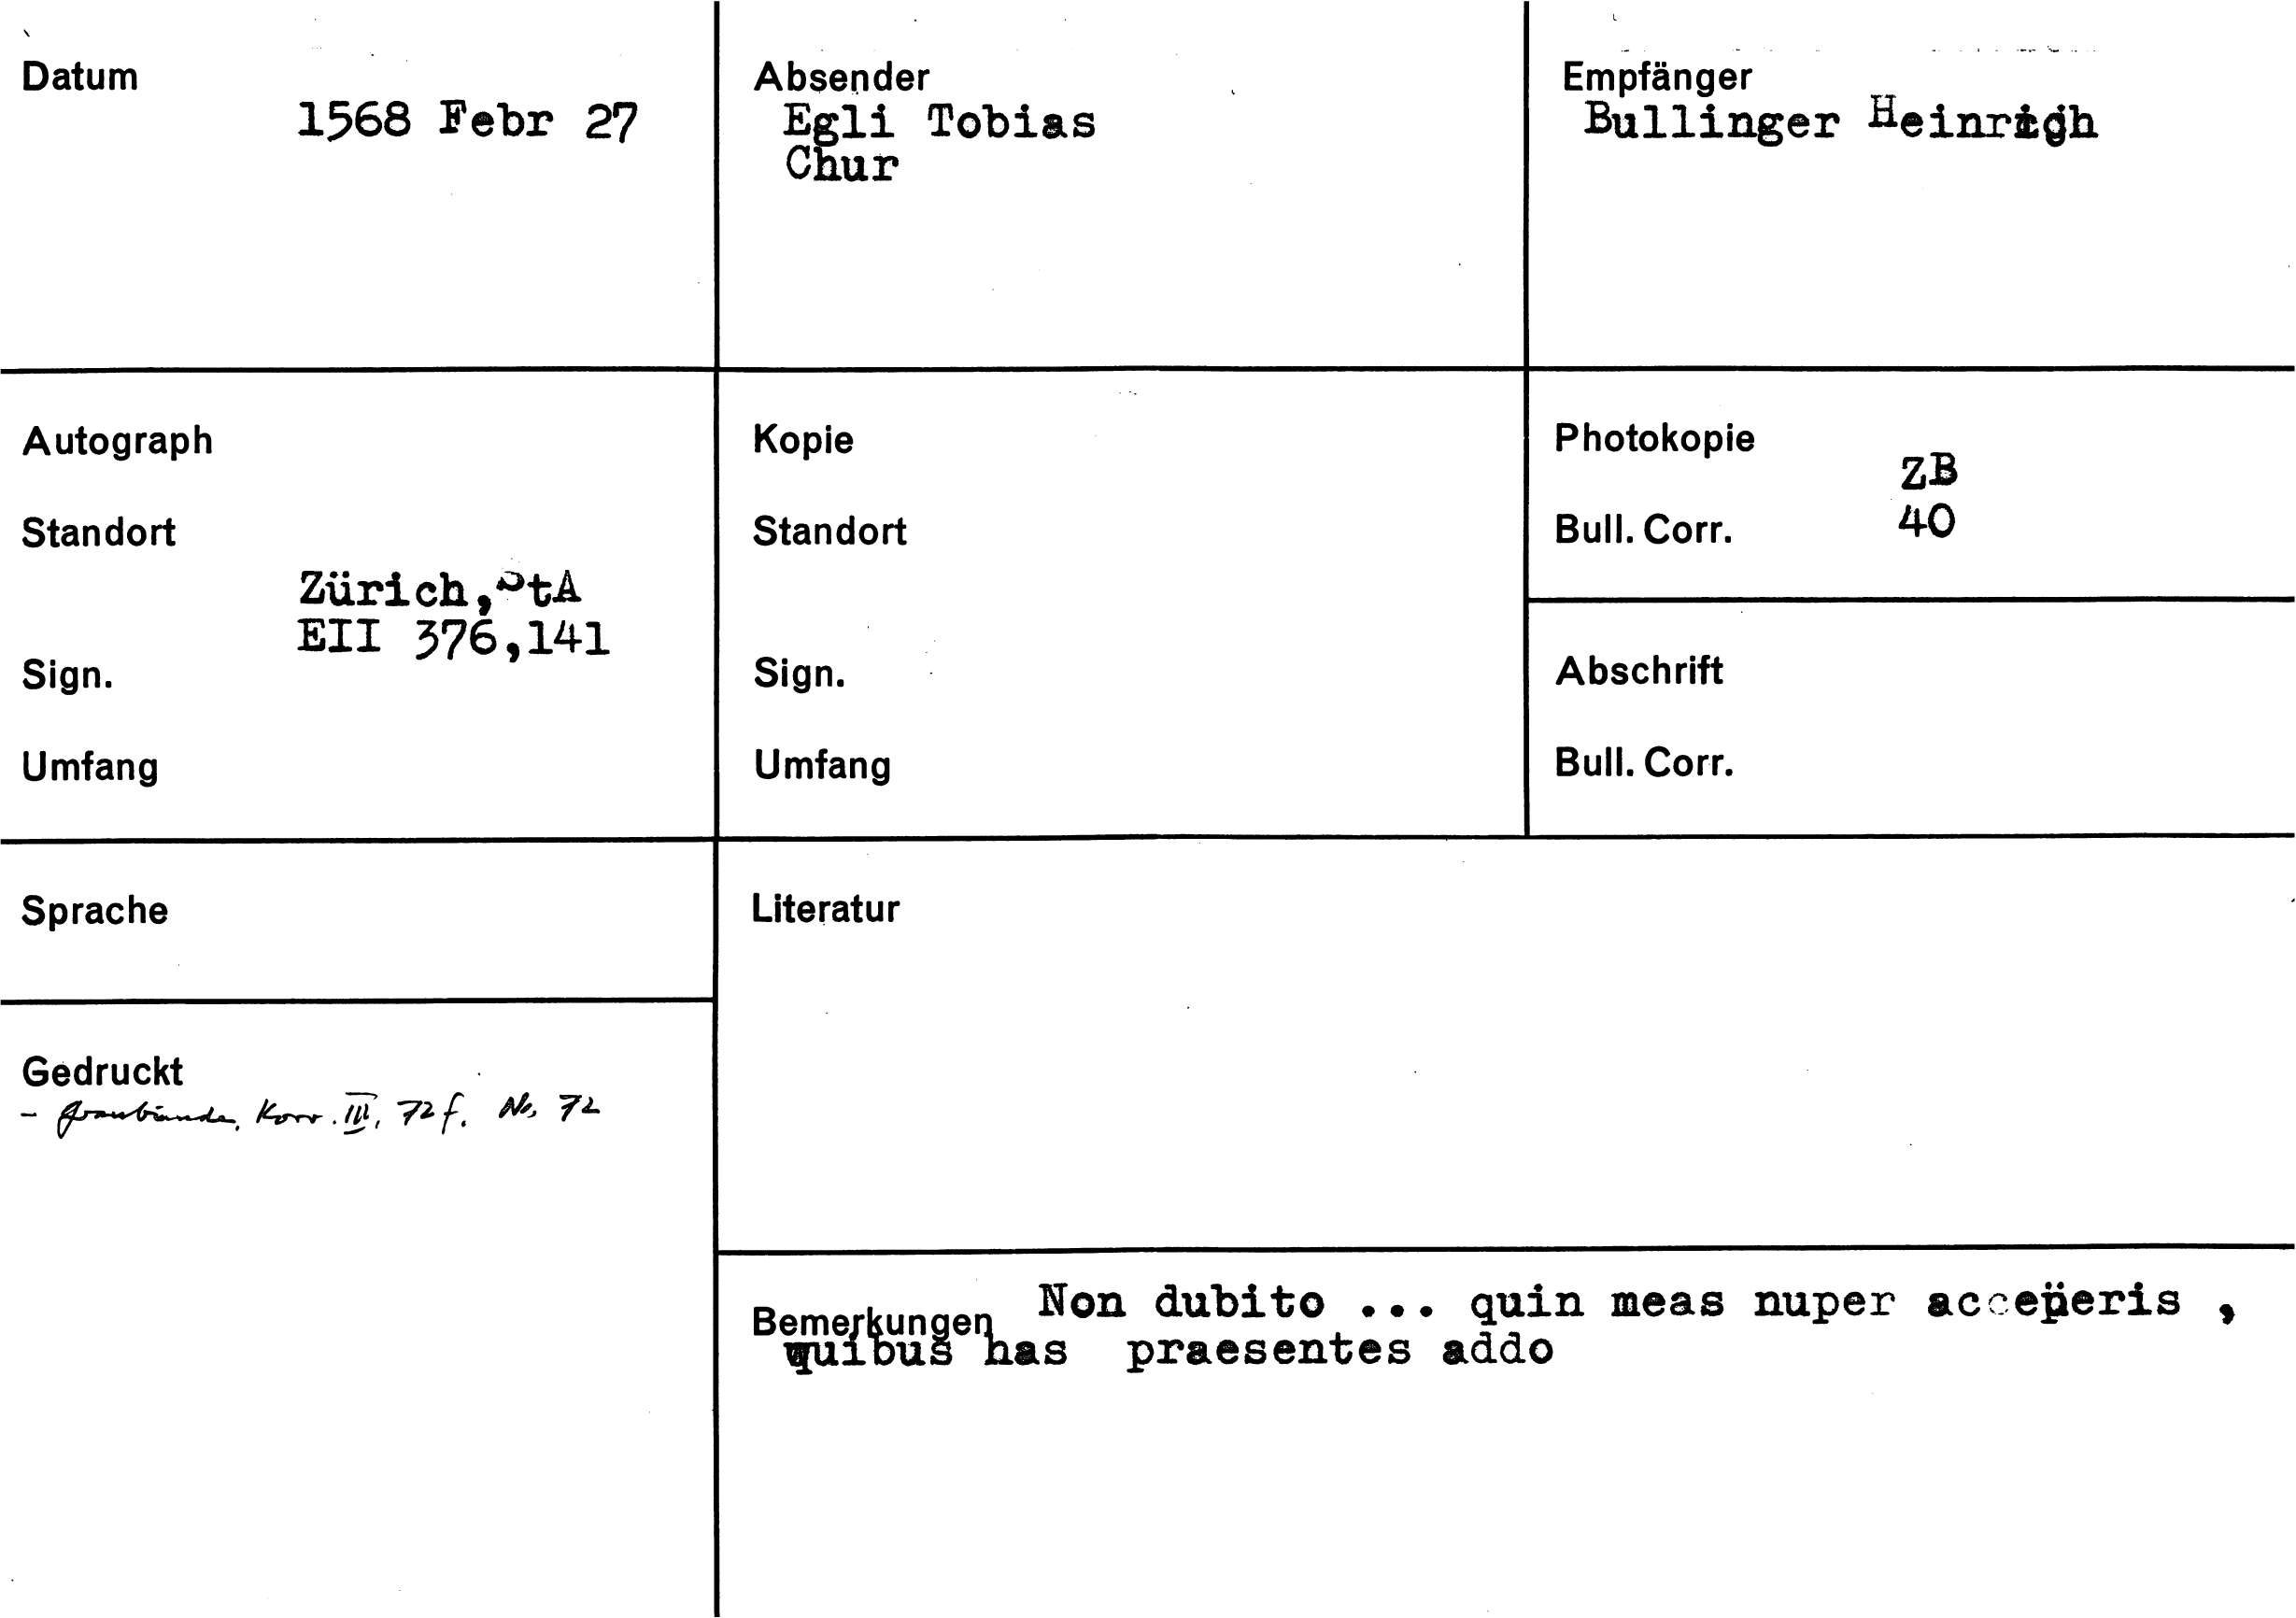 Datum
1568 Febr 27
Absender
Egli Tobias
Chur
Empfänger
Bullinger Heinrich
Autograph
Standort
Zürich, StA
EII 376,141
Sign.
Umfang
Kopie
Standort
Sign.
Umfang
Photokopie
ZB
Bull. Corr. 40
Abschrift
Bull. Corr.
Sprache
Literatur
Gedruckt
- Graubünden, Korr. III, 72f. No. 72
Bemerkungen Non dubito ... quin meas nuper acceperis ,
quibus has praesentes addo